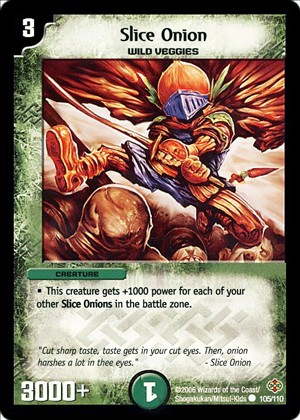 3
Slice Onion
WILD VEGGIES
CREATURE
▪ This creature gets +1000 power for each of your
other Slice Onions in the battle zone.
"Cut sharp taste, taste gets in your cut eyes. Then, onion
harshes a lot in thee eyes."
- Slice Onion
3000+
1
©2006 Wizards of the Coast/
Shogakukan/Mitsui-Kids
105/110